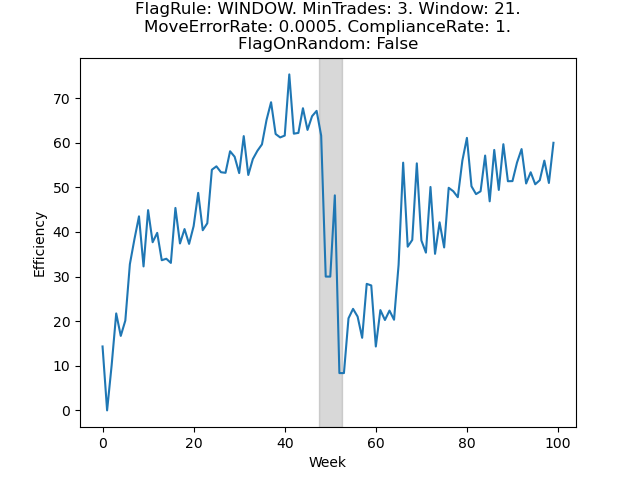 FlagRule: WINDOW. MinTrades: 3. Window: 21.
MoveErrorRate: 0.0005. ComplianceRate: 1.
FlagOnRandom: False
70
60
50
40
30
20
10
0
Efficiency
0 20 40 60 80 100
Week